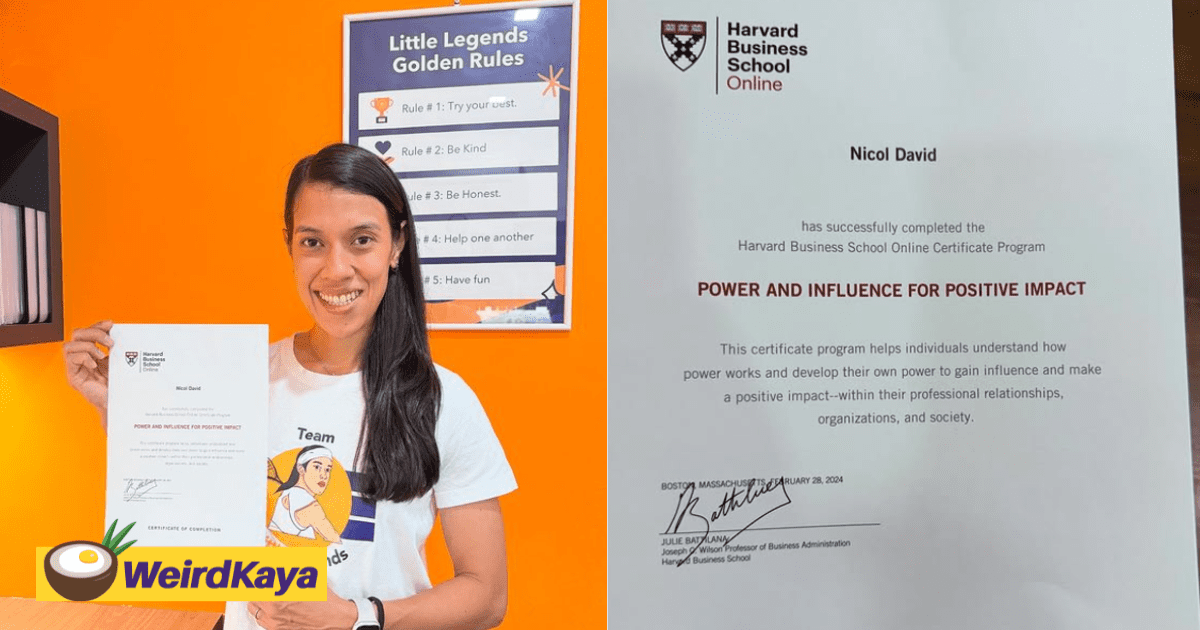 Little Legends
Golden Rules
Rule # 1: Try your best.
Rule # 2: Be Kind
ule # 3: Be Honest.
# 4: Help one another
# 5: Have fun
Harvard
Business
School
Online
Nicol David
POWER AND INFLUENCE FOR POSITIVE IMPACT
CERTIFICATE OF COMPLETION
Team
nds
WeirdKaya
Harvard
Business
School
Online
Nicol David
has successfully completed the
Harvard Business School Online Certificate Program
POWER AND INFLUENCE FOR POSITIVE IMPACT
This certificate program helps individuals understand how
power works and develop their own power to gain influence and make
a positive impact--within their professional relationships,
organizations, and society.
BOSTON, MASSACHUSETTS, FEBRUARY 28, 2024
JULIE BATTILANA
Joseph C. Wilson Professor of Business Administration
Harvard Business School